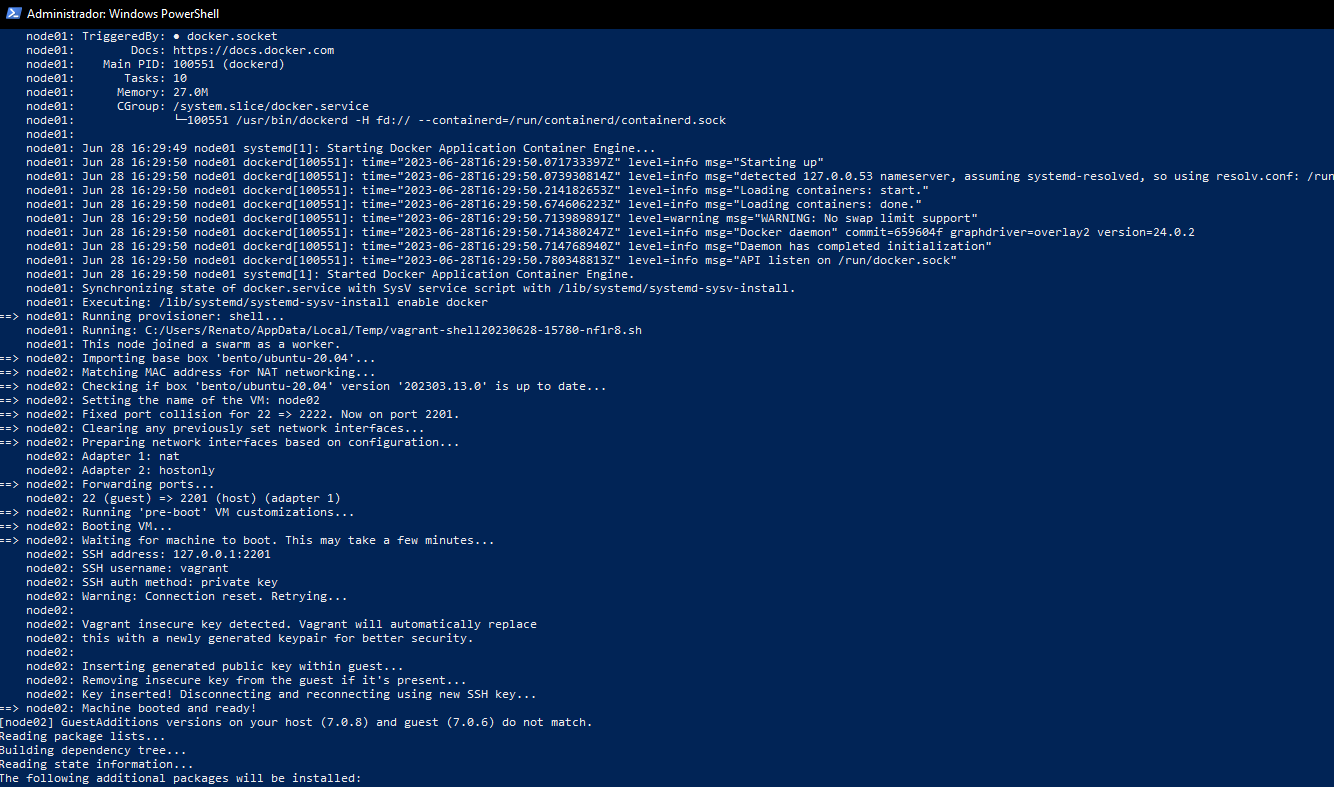 Administrador: Windows PowerShell
node01: TriggeredBy: ● docker.socket
node01: Docs: https://docs.docker.com
node01: Main PID: 100551 (dockerd)
node01: Tasks: 10
node01: Memory: 27.0M
node01: CGroup: /system.slice/docker.service
node01: └─100551 /usr/bin/dockerd -H fd:// --containerd=/run/containerd/containerd.sock
node01:
node01: Jun 28 16:29:49 node01 systemd[1]: Starting Docker Application Container Engine...
node01: Jun 28 16:29:50 node01 dockerd[100551]: time="2023-06-28T16:29:50.071733397Z" level=info msg="Starting up"
node01: Jun 28 16:29:50 node01 dockerd[100551]: time="2023-06-28T16:29:50.073930814Z" level=info msg="detected 127.0.0.53 nameserver, assuming systemd-resolved, so using resolv.conf: /run
node01: Jun 28 16:29:50 node01 dockerd[100551]: time="2023-06-28T16:29:50.214182653Z" level=info msg="Loading containers: start."
node01: Jun 28 16:29:50 node01 dockerd[100551]: time="2023-06-28T16:29:50.674606223Z" level=info msg="Loading containers: done."
node01: Jun 28 16:29:50 node01 dockerd[100551]: time="2023-06-28T16:29:50.713989891Z" level=warning msg="WARNING: No swap limit support"
node01: Jun 28 16:29:50 node01 dockerd[100551]: time="2023-06-28T16:29:50.714380247Z" level=info msg="Docker daemon" commit=659604f graphdriver=overlay2 version=24.0.2
node01: Jun 28 16:29:50 node01 dockerd[100551]: time="2023-06-28T16:29:50.714768940Z" level=info msg="Daemon has completed initialization"
node01: Jun 28 16:29:50 node01 dockerd[100551]: time="2023-06-28T16:29:50.780348813Z" level=info msg="API listen on /run/docker.sock"
node01: Jun 28 16:29:50 node01 systemd[1]: Started Docker Application Container Engine.
node01: Synchronizing state of docker.service with SysV service script with /lib/systemd/systemd-sysv-install.
node01: Executing: /lib/systemd/systemd-sysv-install enable docker
==> node01: Running provisioner: shell...
node01: Running: C:/Users/Renato/AppData/Local/Temp/vagrant-shell20230628-15780-nf1r8.sh
node01: This node joined a swarm as a worker.
==> node02: Importing base box 'bento/ubuntu-20.04'...
==> node02: Matching MAC address for NAT networking...
==> node02: Checking if box 'bento/ubuntu-20.04' version '202303.13.0' is up to date...
==> node02: Setting the name of the VM: node02
==> node02: Fixed port collision for 22 => 2222. Now on port 2201.
==> node02: Clearing any previously set network interfaces...
==> node02: Preparing network interfaces based on configuration...
node02: Adapter 1: nat
node02: Adapter 2: hostonly
==> node02: Forwarding ports...
node02: 22 (guest) => 2201 (host) (adapter 1)
==> node02: Running 'pre-boot' VM customizations...
==> node02: Booting VM...
==> node02: Waiting for machine to boot. This may take a few minutes...
node02: SSH address: 127.0.0.1:2201
node02: SSH username: vagrant
node02: SSH auth method: private key
node02: Warning: Connection reset. Retrying...
node02:
node02: Vagrant insecure key detected. Vagrant will automatically replace
node02: this with a newly generated keypair for better security.
node02:
node02: Inserting generated public key within guest...
node02: Removing insecure key from the guest if it's present...
node02: Key inserted! Disconnecting and reconnecting using new SSH key...
==> node02: Machine booted and ready!
[node02] GuestAdditions versions on your host (7.0.8) and guest (7.0.6) do not match.
Reading package lists...
Building dependency tree...
Reading state information...
The following additional packages will be installed: